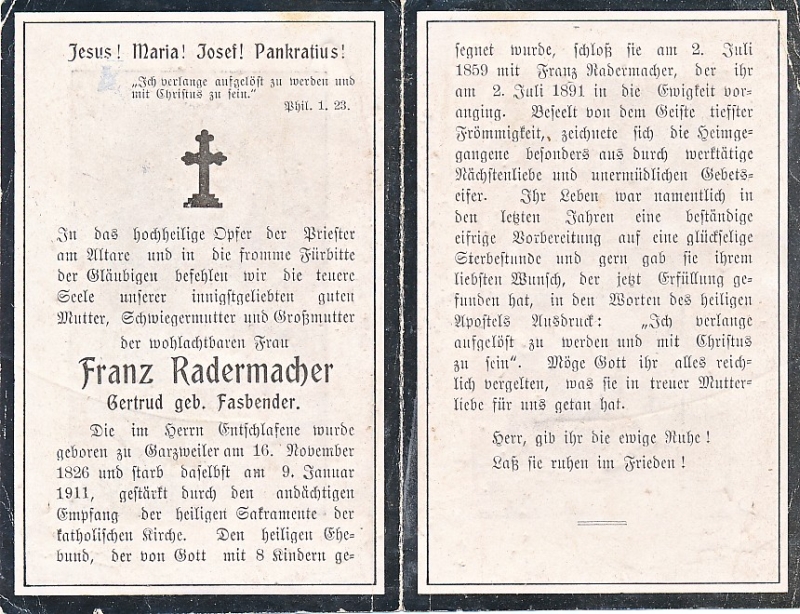 Jesus! Maria! Josef! Pankratius!
„Ich verlange aufgelöst zu werden und
mit Christus zu sein.“
Phil. 1. 23.
In das hochheilige Opfer der Priester
am Altare und in die fromme Fürbitte
der Gläubigen befehlen wir die teuere
Seele unserer innigstgeliebten guten
Mutter, Schwiegermutter und Großmutter
der wohlachtbaren Frau
Franz Radermacher
Gertrud geb. Fasbender.
Die im Herrn Entschlafene wurde
geboren zu Garzweiler am 16. November
1826 und starb daselbst am 9. Januar
1911, gestärkt durch den andächtigen
Empfang der heiligen Sakramente der
katholischen Kirche. Den heiligen Ehe-
bund, der von Gott mit 8 Kindern ge-
segnet wurde, schloß sie am 2. Juli
1859 mit Franz Radermacher, der ihr
am 2. Juli 1891 in die Ewigkeit vor-
anging. Beseelt von dem Geiste tiefster
Frömmigkeit, zeichnete sich die Heimge-
gangene besonders aus durch werktätige
Nächstenliebe und unermüdlichen Gebets-
eifer. Ihr Leben war namentlich in
den letzten Jahren eine beständige
eifrige Vorbereitung auf eine glückselige
Sterbestunde und gern gab sie ihrem
liebsten Wunsch, der jetzt Erfüllung ge-
funden hat, in den Worten des heiligen
Apostels Ausdruck: „Ich verlange
aufgelöst zu werden und mit Christus
zu sein“. Möge Gott ihr alles reich-
lich vergelten, was sie in treuer Mutter-
liebe für uns getan hat.
Herr, gib ihr die ewige Ruhe!
Laß sie ruhen im Frieden!